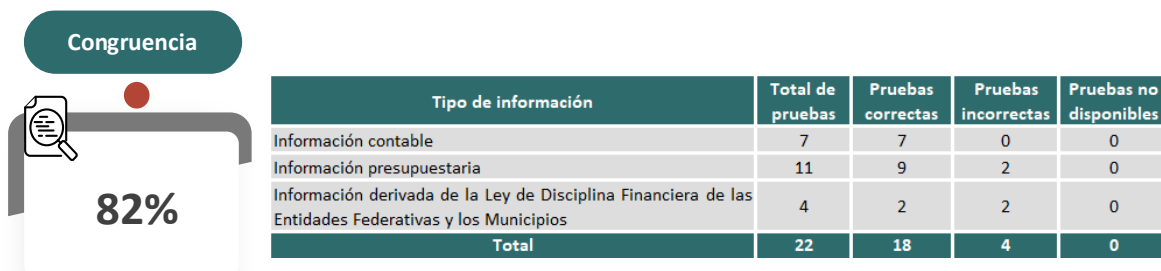 Congruencia
82%
Tipo de información Total de pruebas Pruebas correctas Pruebas incorrectas Pruebas no disponibles
Información contable 7 7 0 0
Información presupuestaria 11 9 2 0
Información derivada de la Ley de Disciplina Financiera de las
Entidades Federativas y los Municipios 4 2 2 0
Total 22 18 4 0